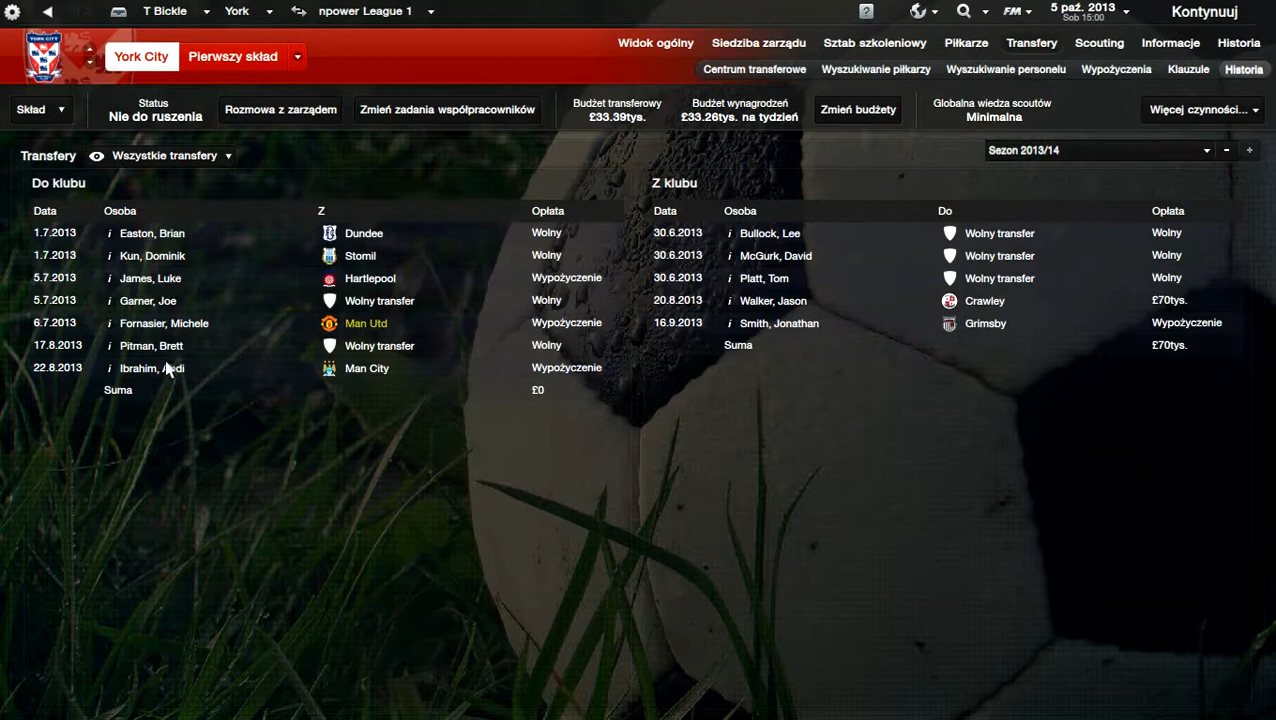 T Bickle York npower League 1 ? FM 5 paź. 2013 Sob 15:00 Kontynuuj
YORK CITY York City Pierwszy skład
Widok ogólny Siedziba zarządu Sztab szkoleniowy Piłkarze Transfery Scouting Informacje Historia
Centrum transferowe Wyszukiwanie piłkarzy Wyszukiwanie personelu Wypożyczenia Klauzule Historia
Skład
Status
Nie do ruszenia
Rozmowa z zarządem
Zmień zadania współpracowników
Budżet transferowy
£33.39tys.
Budżet wynagrodzeń
£33.26tys. na tydzień
Zmień budżety
Globalna wiedza scoutów
Minimalna
Więcej czynności...
Transfery Wszystkie transfery
Sezon 2013/14 - +
Do klubu
Data Osoba Z Opłata
1.7.2013 i Easton, Brian Dundee Wolny
1.7.2013 i Kun, Dominik Stomil Wolny
5.7.2013 i James, Luke Hartlepool Wypożyczenie
5.7.2013 i Garner, Joe Wolny transfer Wolny
6.7.2013 i Fornasier, Michele Man Utd Wypożyczenie
17.8.2013 i Pitman, Brett Wolny transfer Wolny
22.8.2013 i Ibrahim, Man City Wypożyczenie
Suma £0
Z klubu
Data Osoba Do Opłata
30.6.2013 i Bullock, Lee Wolny transfer Wolny
30.6.2013 i McGurk, David Wolny transfer Wolny
30.6.2013 i Platt, Tom Wolny transfer Wolny
20.8.2013 i Walker, Jason Crawley £70tys.
16.9.2013 i Smith, Jonathan Grimsby Wypożyczenie
Suma £70tys.